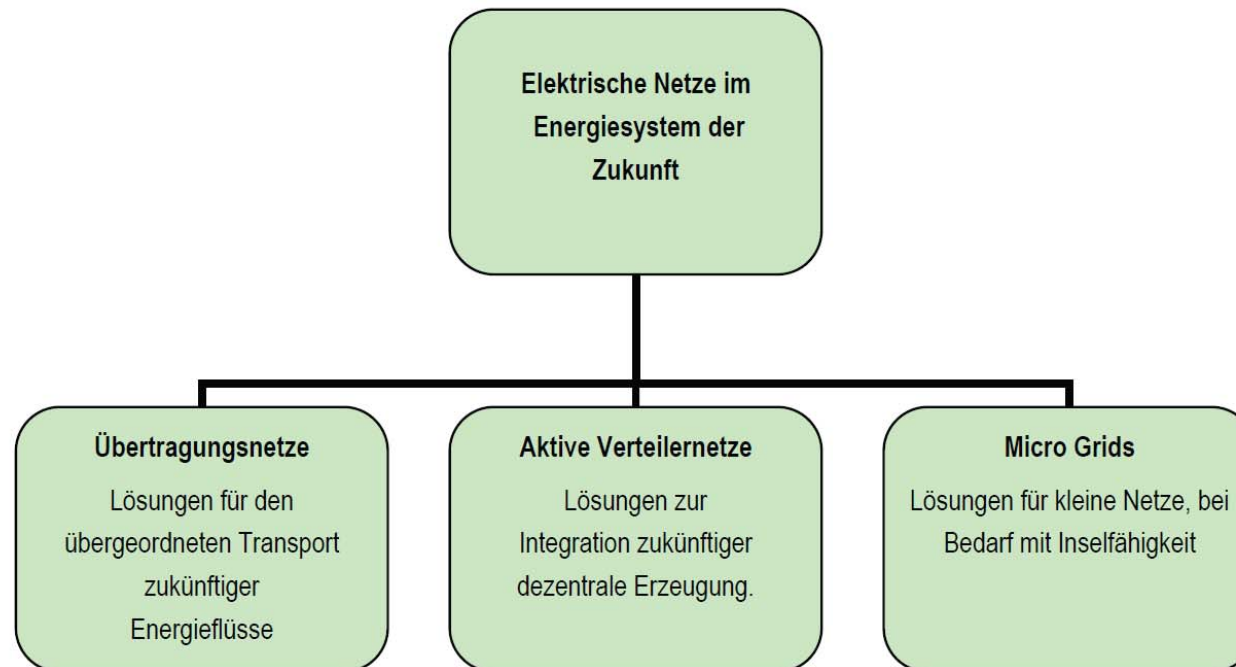 Elektrische Netze im
Energiesystem der
Zukunft
Übertragungsnetze
Lösungen für den
übergeordneten Transport
zukünftiger
Energieflüsse
Aktive Verteilernetze
Lösungen zur
Integration zukünftiger
dezentrale Erzeugung.
Micro Grids
Lösungen für kleine Netze, bei
Bedarf mit Inselfähigkeit